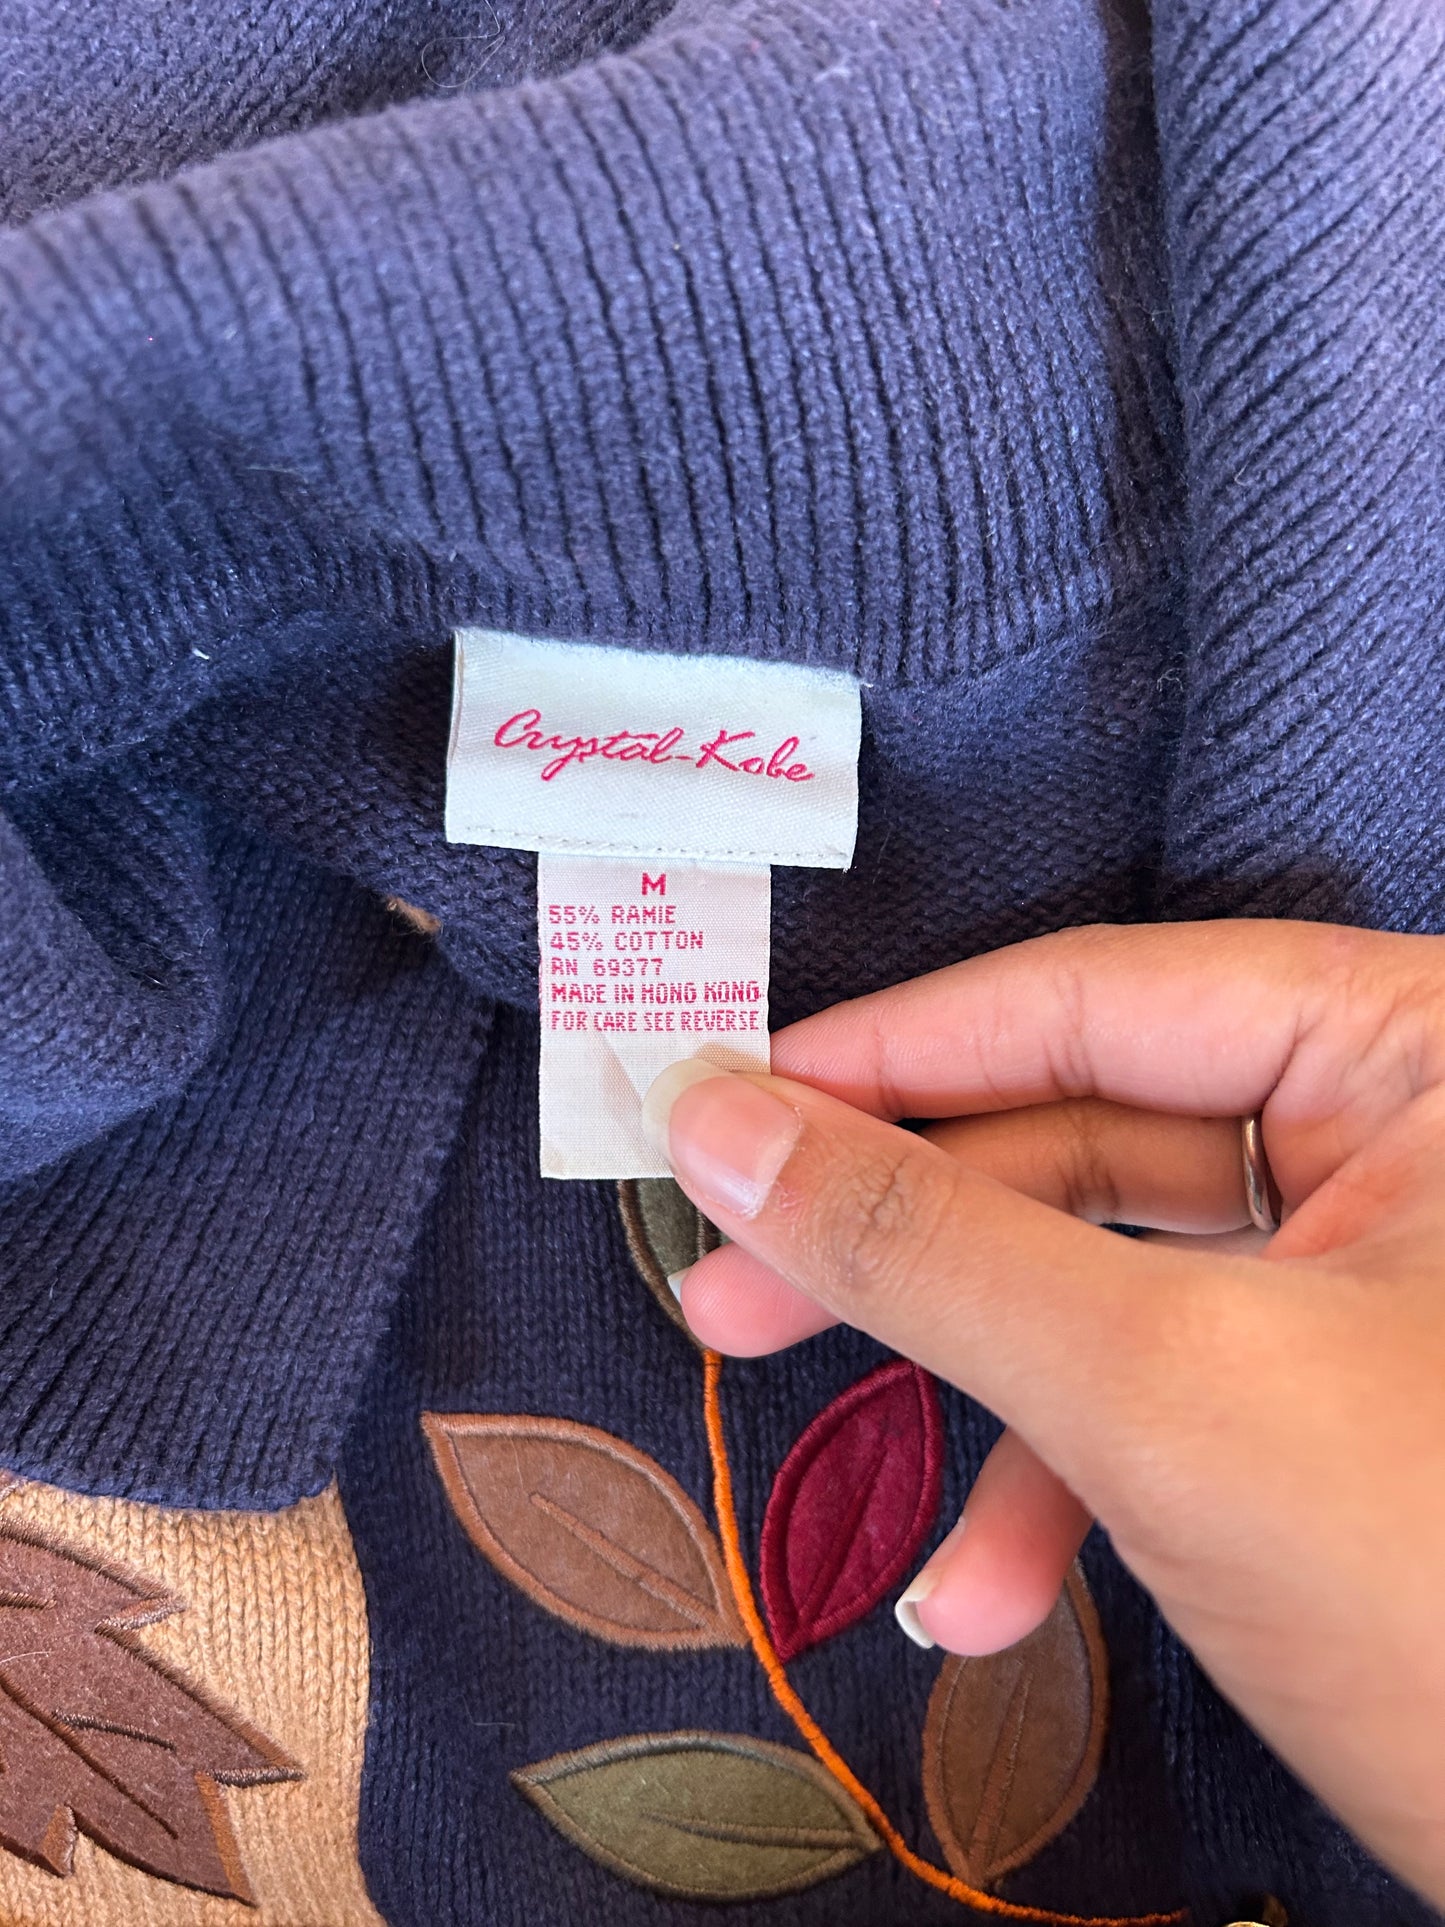 Crystal-Kobe
M
55% RAMIE
45% COTTON
RN 69377
MADE IN HONG KONG
FOR CARE SEE REVERSE